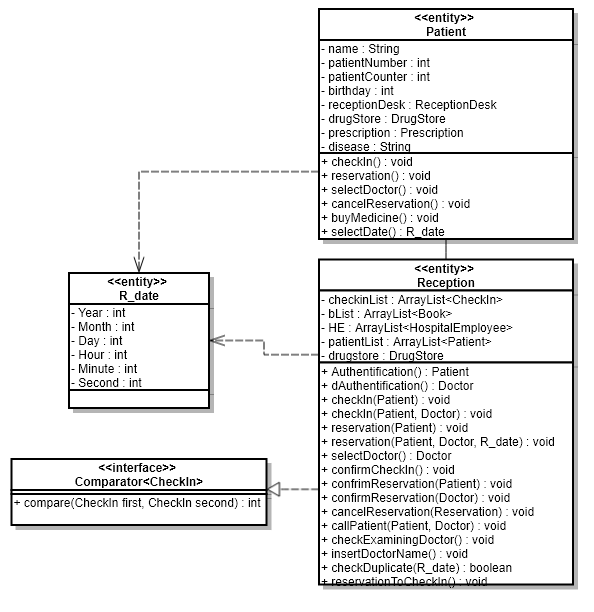 <<entity>>
Patient
- name : String
- patientNumber : int
- patientCounter : int
- birthday : int
- receptionDesk : ReceptionDesk
- drugStore : DrugStore
- prescription : Prescription
- disease : String
+ checkIn() : void
+ reservation() : void
+ selectDoctor() : void
+ cancelReservation() : void
+ buyMedicine() : void
+ selectDate() : R_date
<<entity>>
R_date
- Year : int
- Month : int
- Day : int
- Hour : int
- Minute : int
- Second : int
<<entity>>
Reception
- checkinList : ArrayList<CheckIn>
- bList : ArrayList<Book>
- HE : ArrayList<HospitalEmployee>
- patientList : ArrayList<Patient>
- drugstore : DrugStore
+ Authentification() : Patient
+ dAuthentification() : Doctor
+ checkIn(Patient) : void
+ checkIn(Patient, Doctor) : void
+ reservation(Patient) : void
+ reservation(Patient, Doctor, R_date) : void
+ selectDoctor() : Doctor
+ confirmCheckIn() : void
+ confrimReservation(Patient) : void
+ confirmReservation(Doctor) : void
+ cancelReservation(Reservation) : void
+ callPatient(Patient, Doctor) : void
+ checkExaminingDoctor() : void
+ insertDoctorName() : void
+ checkDuplicate(R_date) : boolean
+ reservationToCheckIn() : void
<<interface>>
Comparator<CheckIn>
+ compare(CheckIn first, CheckIn second) : int